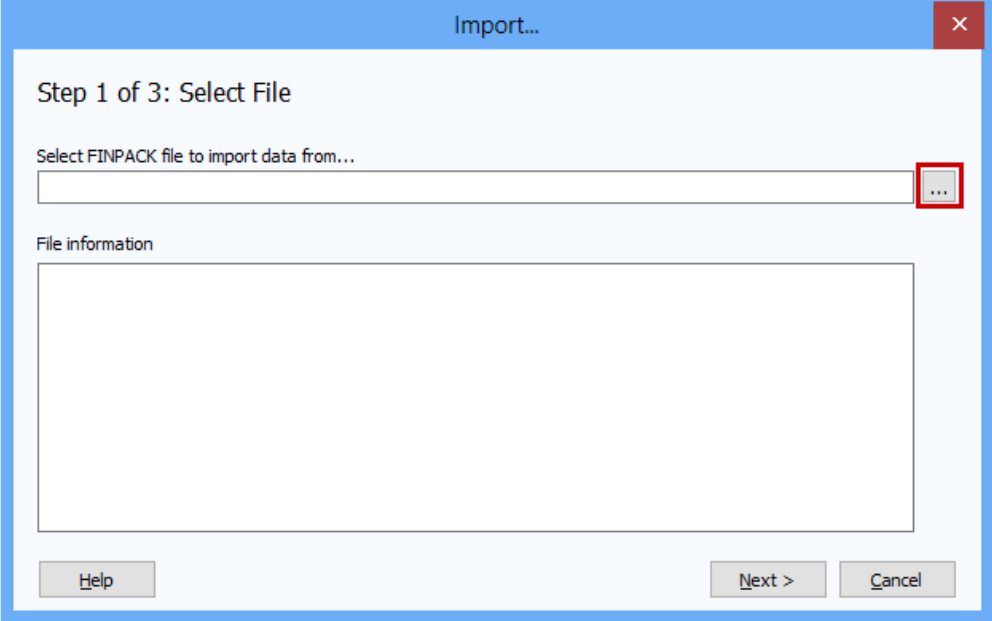 Import...
Step 1 of 3: Select File
Select FINPACK file to import data from...
...
File information
Help
Next >
Cancel